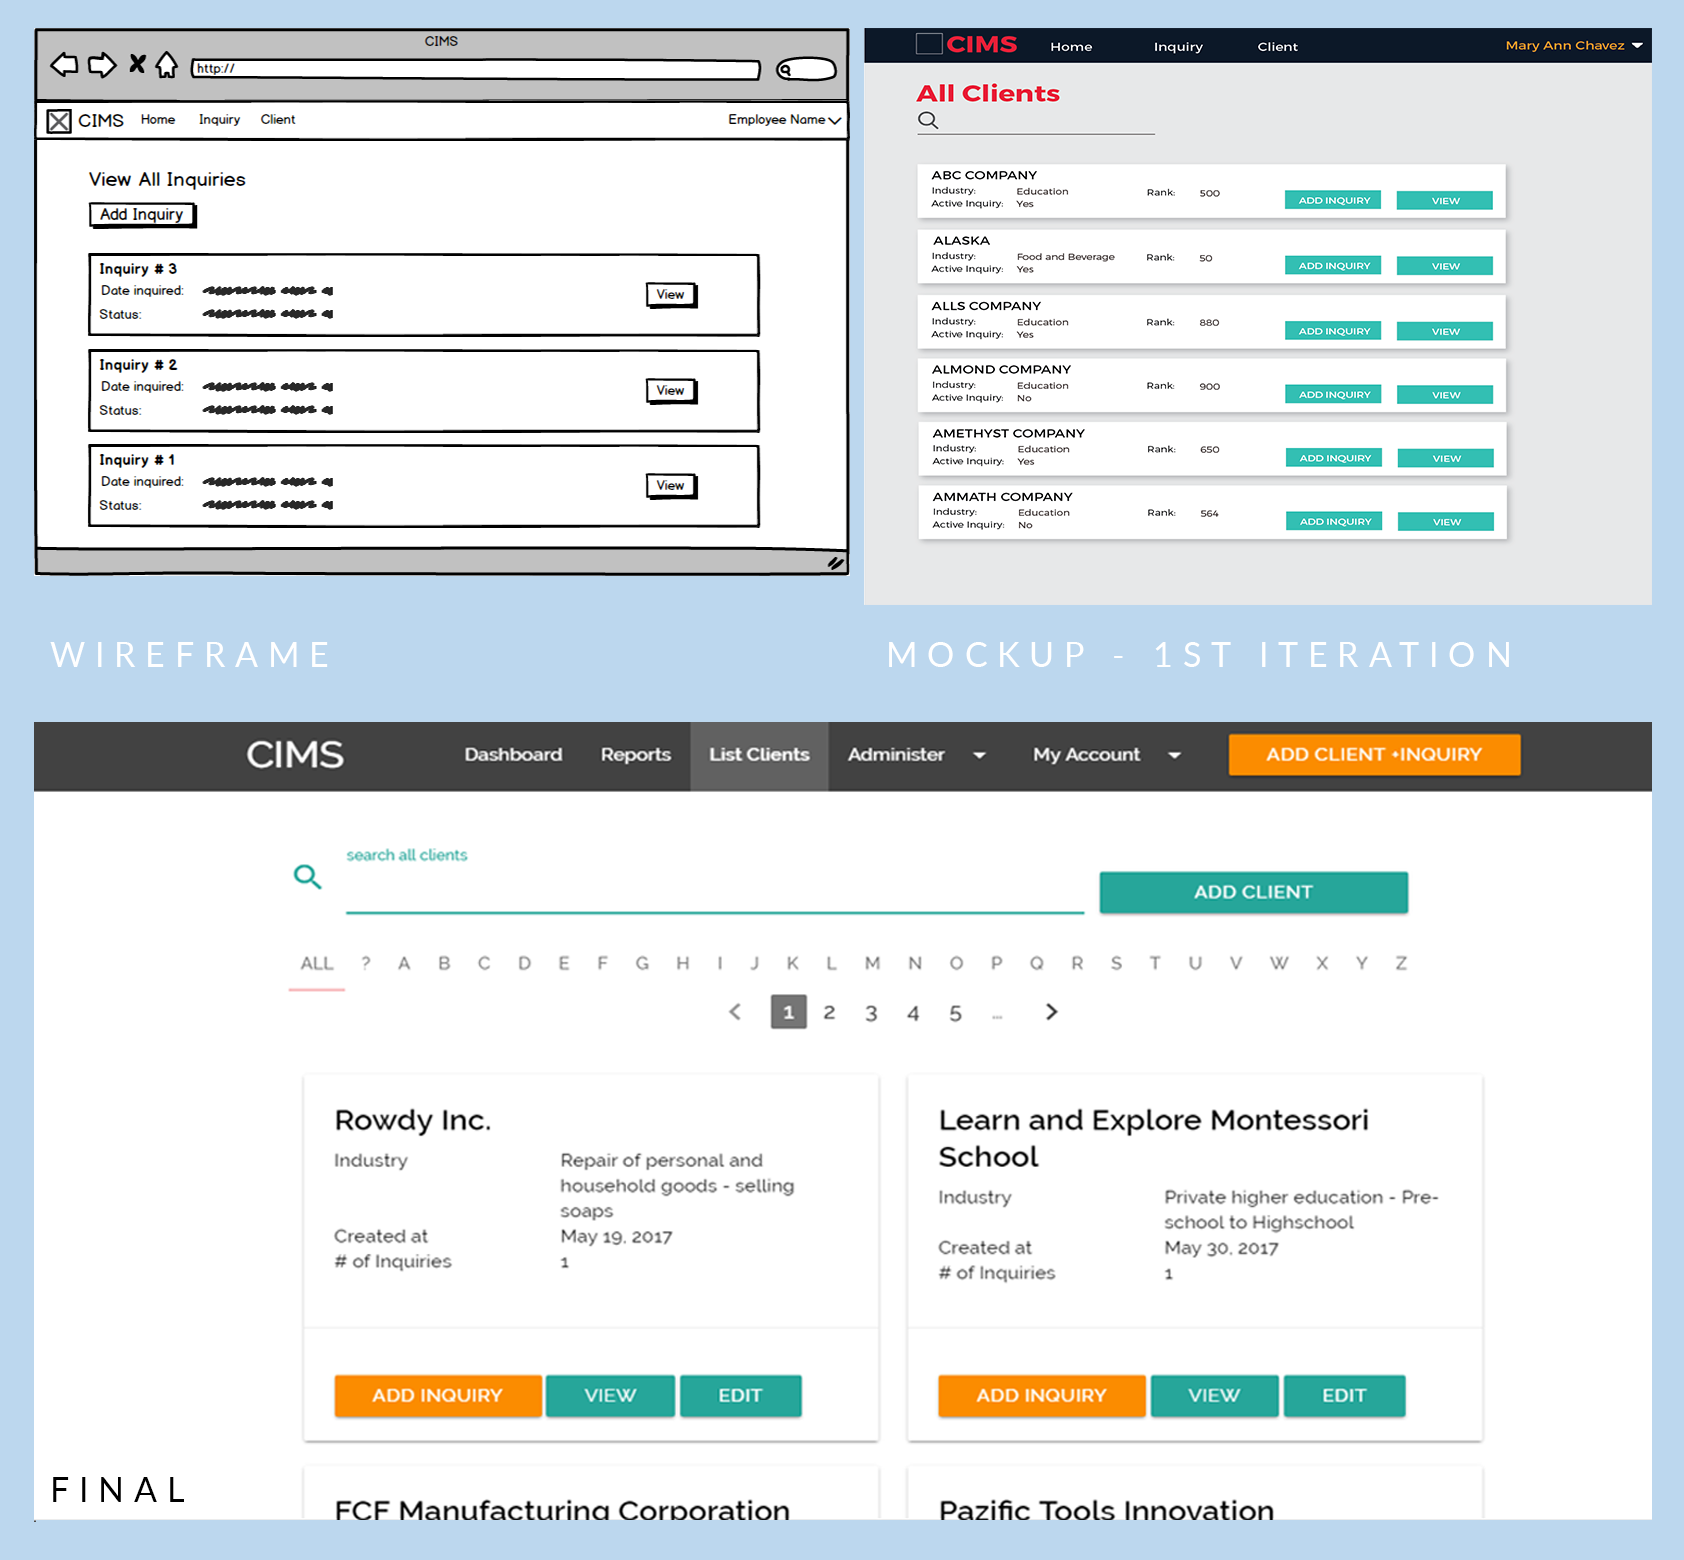 CIMS
http://
CIMS Home Inquiry Client Employee Name
View All Inquiries
Add Inquiry
Inquiry # 3
Date inquired:
Status:
View
Inquiry # 2
Date inquired:
Status:
View
Inquiry # 1
Date inquired:
Status:
View
CIMS Home Inquiry Client Mary Ann Chavez
All Clients
ABC COMPANY
Industry: Education Rank: 500
Active Inquiry: Yes
ADD INQUIRY VIEW
ALASKA
Industry: Food and Beverage Rank: 50
Active Inquiry: Yes
ADD INQUIRY VIEW
ALLS COMPANY
Industry: Education Rank: 880
Active Inquiry: Yes
ADD INQUIRY VIEW
ALMOND COMPANY
Industry: Education Rank: 900
Active Inquiry: No
ADD INQUIRY VIEW
AMETHYST COMPANY
Industry: Education Rank: 650
Active Inquiry: Yes
ADD INQUIRY VIEW
AMMATH COMPANY
Industry: Education Rank: 564
Active Inquiry: No
ADD INQUIRY VIEW
WIREFRAME
MOCKUP - 1ST ITERATION
CIMS Dashboard Reports List Clients Administer My Account ADD CLIENT +INQUIRY
search all clients
ADD CLIENT
ALL ? A B C D E F G H I J K L M N O P Q R S T U V W X Y Z
< 1 2 3 4 5 ... >
Rowdy Inc.
Industry Repair of personal and
household goods - selling
soaps
Created at May 19, 2017
# of Inquiries 1
ADD INQUIRY VIEW EDIT
Learn and Explore Montessori
School
Industry Private higher education - Pre-
school to Highschool
Created at May 30, 2017
# of Inquiries 1
ADD INQUIRY VIEW EDIT
FCF Manufacturing Corporation
Pazific Tools Innovation
FINAL